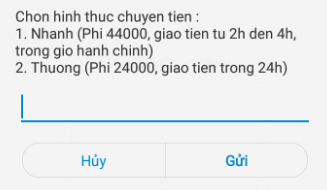 Chon hinh thuc chuyen tien :
1. Nhanh (Phi 44000, giao tien tu 2h den 4h,
trong gio hanh chinh)
2. Thuong (Phi 24000, giao tien trong 24h)
Hủy
Gửi